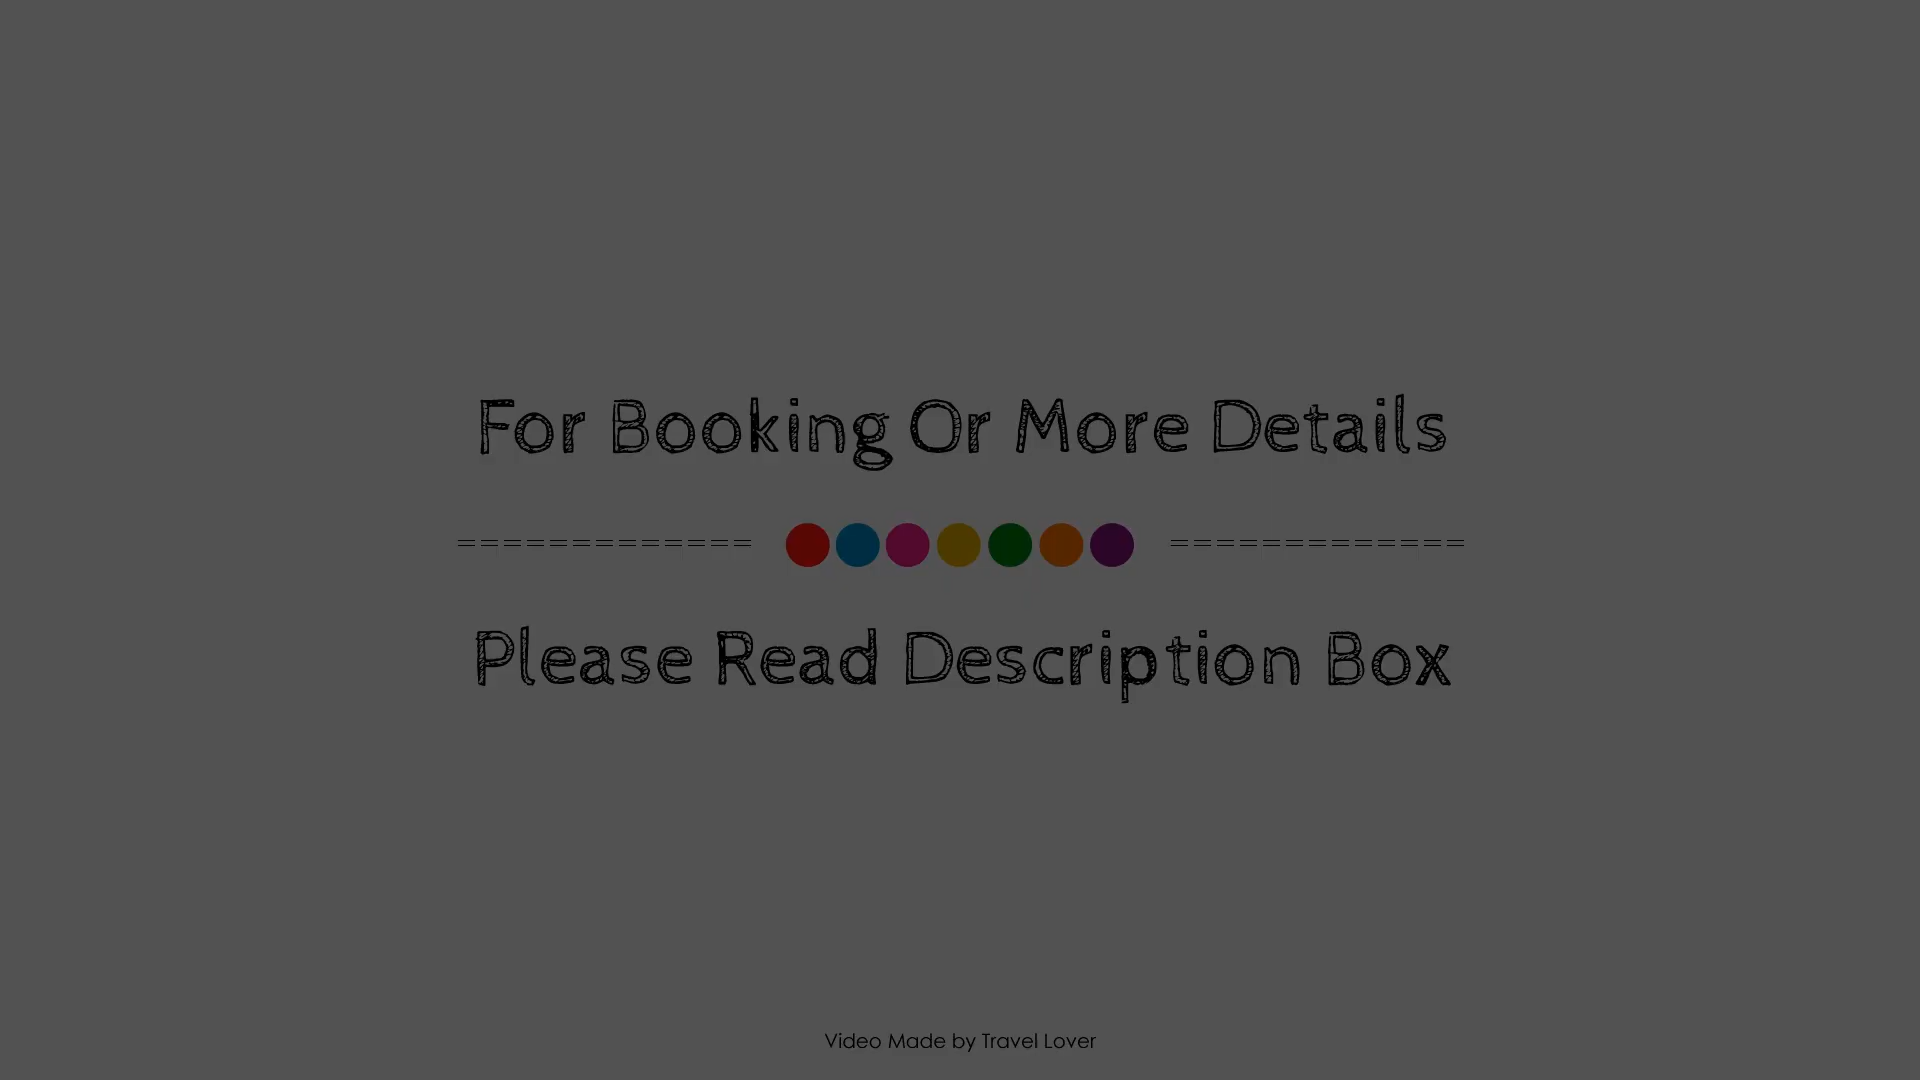 For Booking Or More Details
============= =============
Please Read Description Box
Video Made by Travel Lover